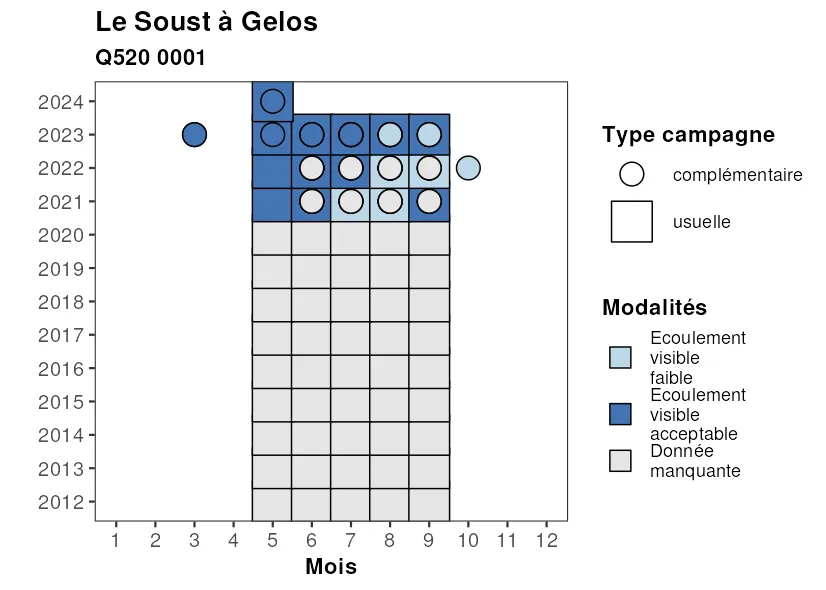 Le Soust à Gelos
Q520 0001
2024
2023
2022
2021
2020
2019
2018
2017
2016
2015
2014
2013
2012
1 2 3 4 5 6 7 8 9 10 11 12
Mois
Type campagne
complémentaire
usuelle
Modalités
Ecoulement
visible
faible
Ecoulement
visible
acceptable
Donnée
manquante